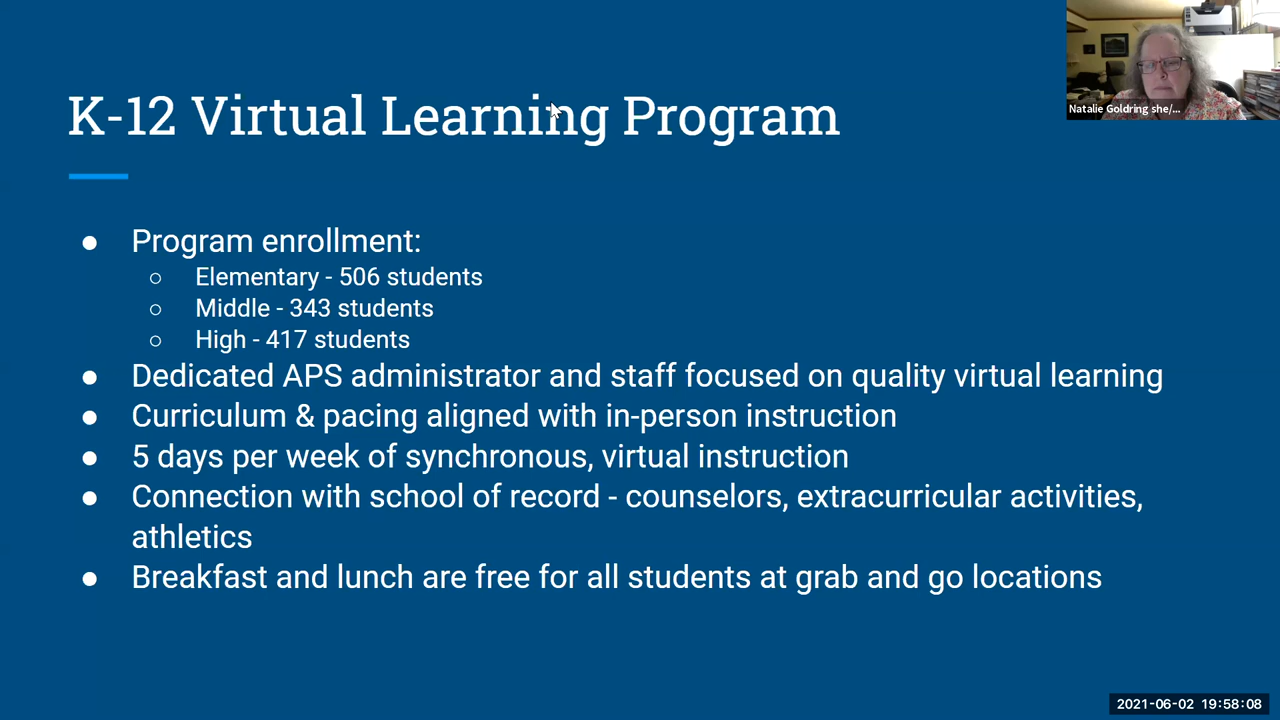 K-12 Virtual Learning Program
Natalie Goldring she/...
● Program enrollment:
○ Elementary - 506 students
○ Middle - 343 students
○ High - 417 students
● Dedicated APS administrator and staff focused on quality virtual learning
● Curriculum & pacing aligned with in-person instruction
● 5 days per week of synchronous, virtual instruction
● Connection with school of record - counselors, extracurricular activities,
athletics
● Breakfast and lunch are free for all students at grab and go locations
2021-06-02 19:58:08